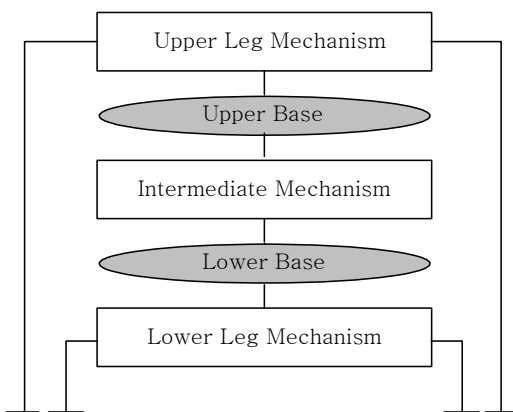 Upper Leg Mechanism
Upper Base
Intermediate Mechanism
Lower Base
Lower Leg Mechanism